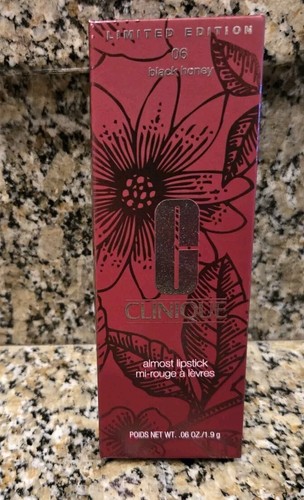 LIMITED EDITION
06
black honey
C
CLINIQUE
almost lipstick
mi-rouge à lèvres
POIDS NET WT. .06 OZ./1.9 g